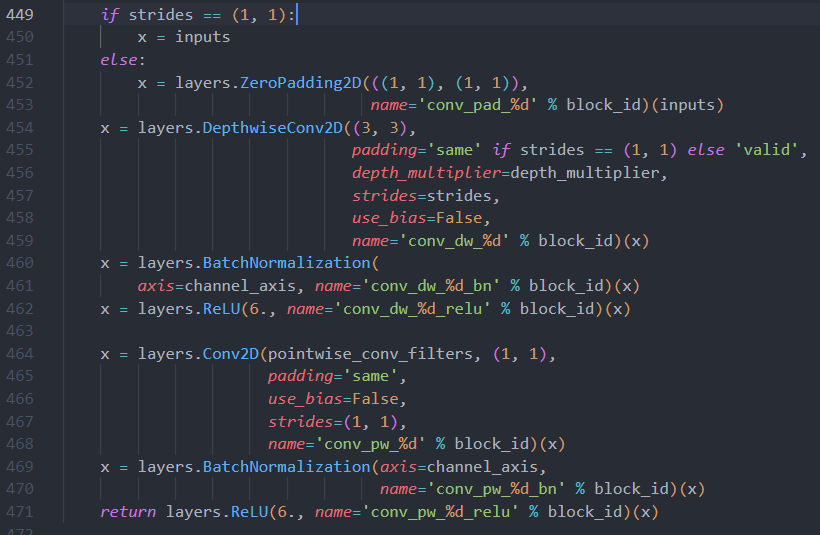 449 if strides == (1, 1):
450 x = inputs
451 else:
452 x = layers.ZeroPadding2D(((1, 1), (1, 1)),
453 name='conv_pad_%d' % block_id)(inputs)
454 x = layers.DepthwiseConv2D((3, 3),
455 padding='same' if strides == (1, 1) else 'valid',
456 depth_multiplier=depth_multiplier,
457 strides=strides,
458 use_bias=False,
459 name='conv_dw_%d' % block_id)(x)
460 x = layers.BatchNormalization(
461 axis=channel_axis, name='conv_dw_%d_bn' % block_id)(x)
462 x = layers.ReLU(6., name='conv_dw_%d_relu' % block_id)(x)
463
464 x = layers.Conv2D(pointwise_conv_filters, (1, 1),
465 padding='same',
466 use_bias=False,
467 strides=(1, 1),
468 name='conv_pw_%d' % block_id)(x)
469 x = layers.BatchNormalization(axis=channel_axis,
470 name='conv_pw_%d_bn' % block_id)(x)
471 return layers.ReLU(6., name='conv_pw_%d_relu' % block_id)(x)
472